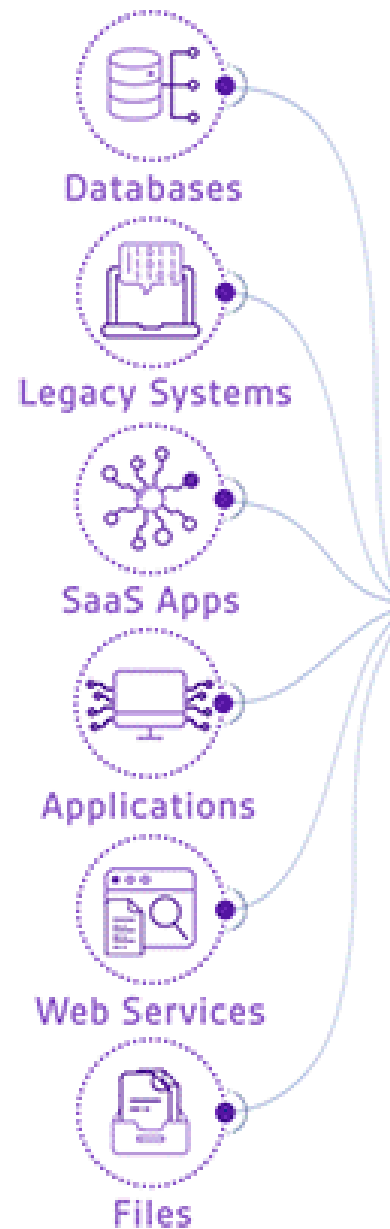 Databases
Legacy Systems
SaaS Apps
Applications
Web Services
Files